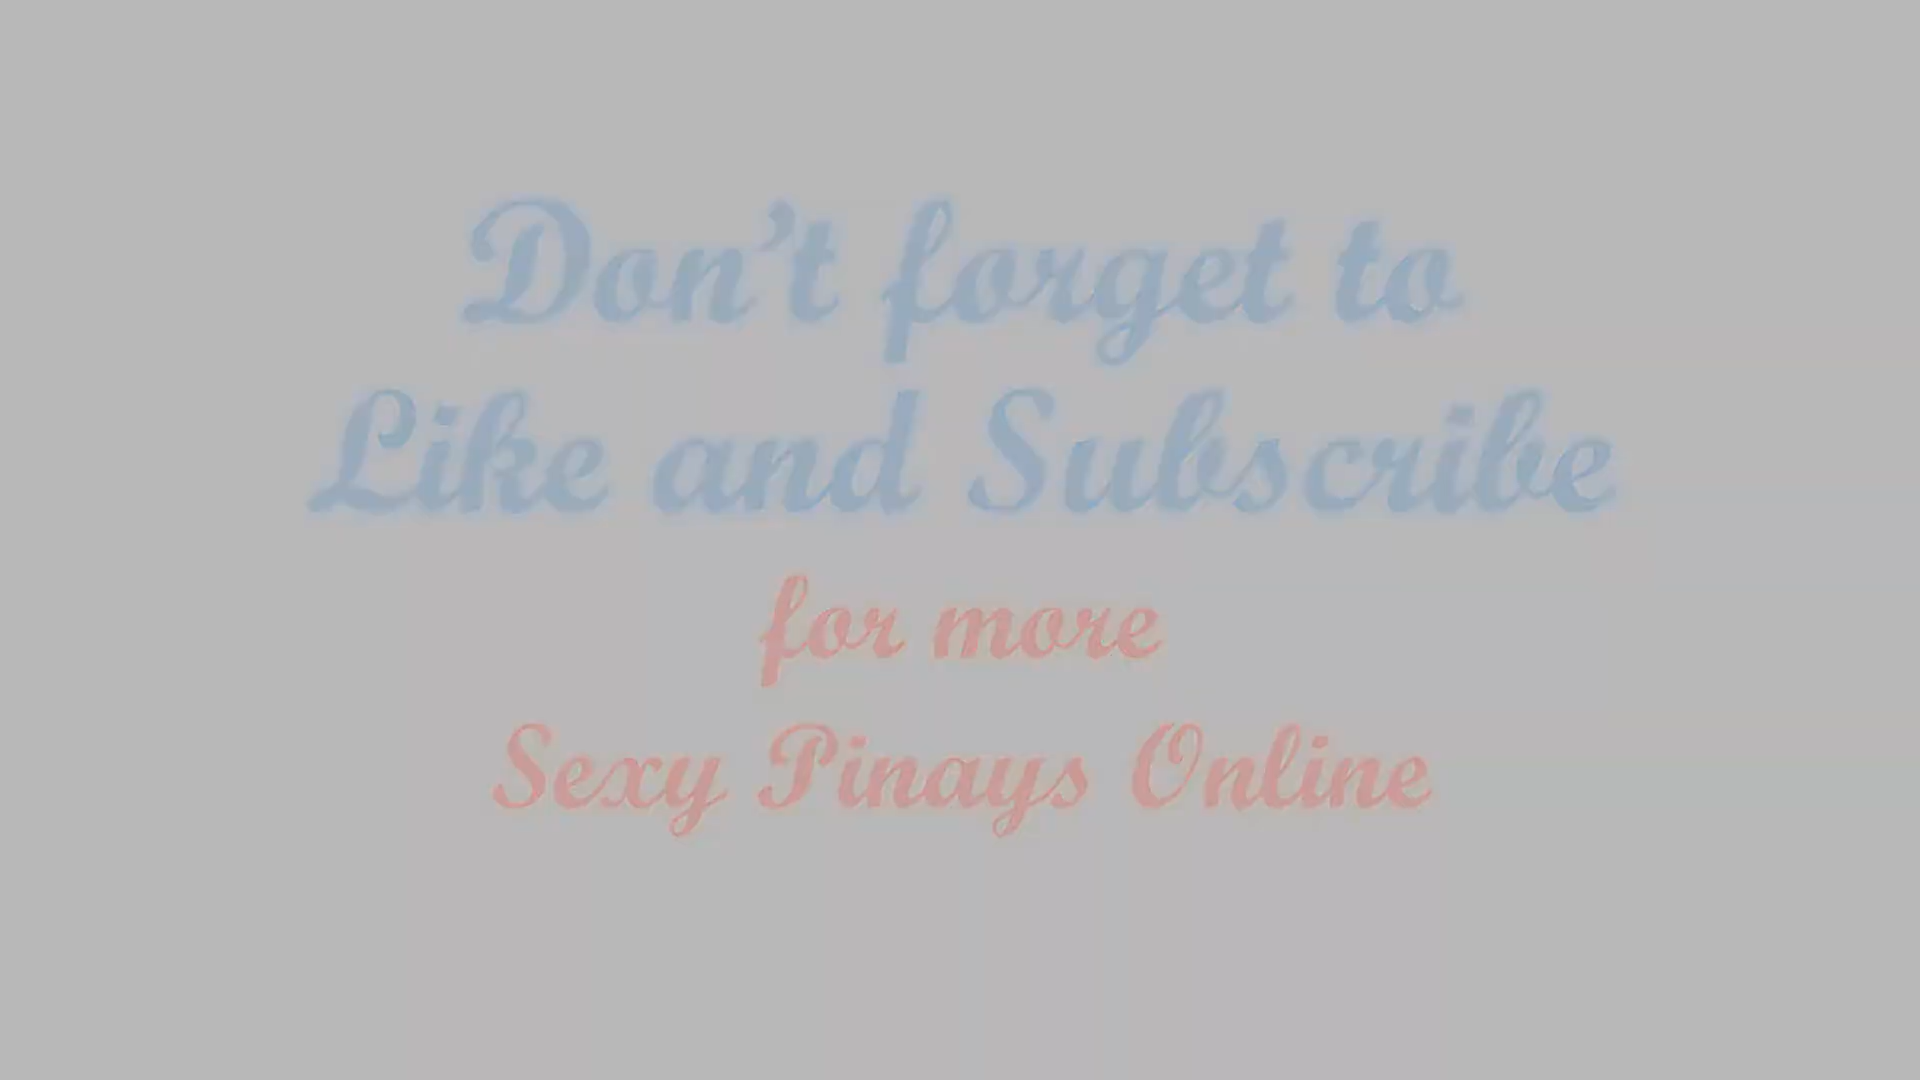 Don't forget to
Like and Subscribe
for more
Sexy Pinays Online